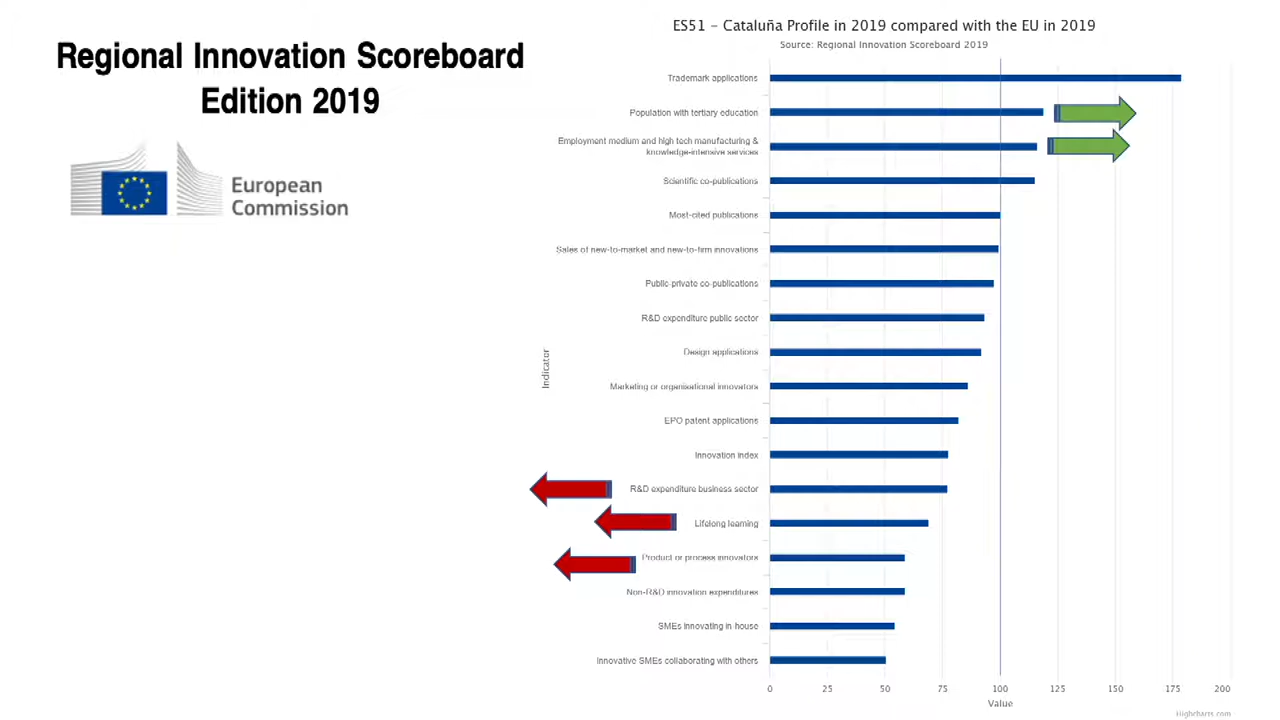 Regional Innovation Scoreboard
Edition 2019
European
Commission
ES51 - Cataluña Profile in 2019 compared with the EU in 2019
Source: Regional Innovation Scoreboard 2019
Indicator
Trademark applications
Population with tertiary education
Employment medium and high tech manufacturing &
knowledge-intensive services
Scientific co-publications
Most-cited publications
Sales of new-to-market and new-to-firm innovations
Public-private co-publications
R&D expenditure public sector
Design applications
Marketing or organisational innovators
EPO patent applications
Innovation index
R&D expenditure business sector
Lifelong learning
Product or process innovators
Non-R&D innovation expenditures
SMEs innovating in-house
Innovative SMEs collaborating with others
0 25 50 75 100 125 150 175 200
Value
Highcharts.com